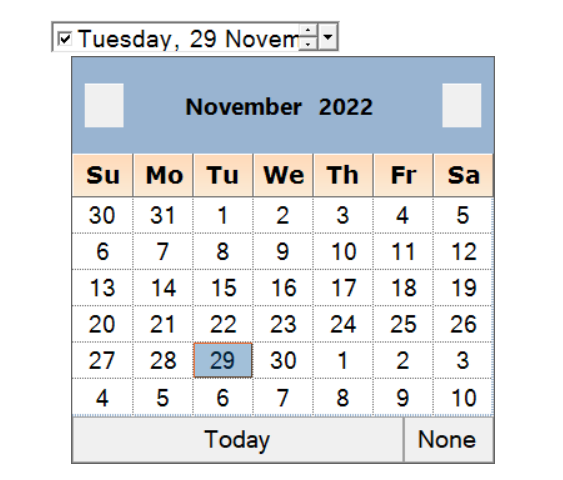 Tuesday, 29 Novem
November 2022
Su Mo Tu We Th Fr Sa
30 31 1 2 3 4 5
6 7 8 9 10 11 12
13 14 15 16 17 18 19
20 21 22 23 24 25 26
27 28 29 30 1 2 3
4 5 6 7 8 9 10
Today None